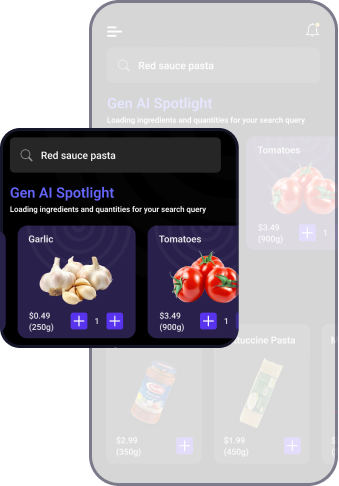 Red sauce pasta
Gen AI Spotlight
Loading ingredients and quantities for your search query
Tomatoes
$3.49
(900g)
1
Red sauce pasta
Gen AI Spotlight
Loading ingredients and quantities for your search query
Garlic
$0.49
(250g)
1
Tomatoes
$3.49
(900g)
1
tuccine Pasta
M
$2.99
(350g)
$1.99
(450g)